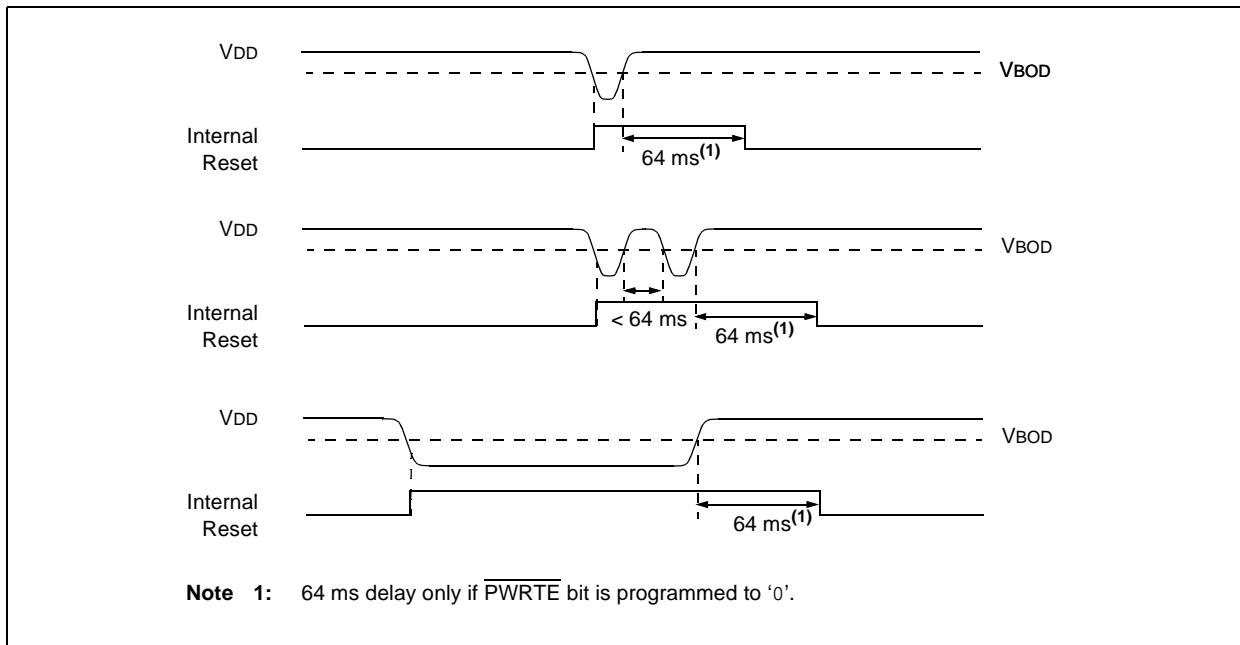 VDD
VBOD
Internal
Reset
64 ms(1)
VDD
VBOD
Internal
Reset
< 64 ms
64 ms(1)
VDD
VBOD
Internal
Reset
64 ms(1)
Note 1: 64 ms delay only if PWRTE bit is programmed to ‘0’.